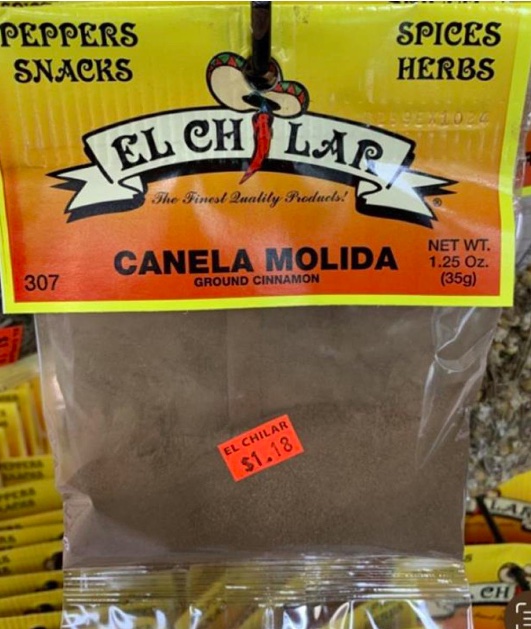 PEPPERS
SNACKS
SPICES
HERBS
EL CHILAR
The Finest Quality Products!
®
CANELA MOLIDA
GROUND CINNAMON
NET WT.
1.25 Oz.
(35g)
307
EL CHILAR
$1.18